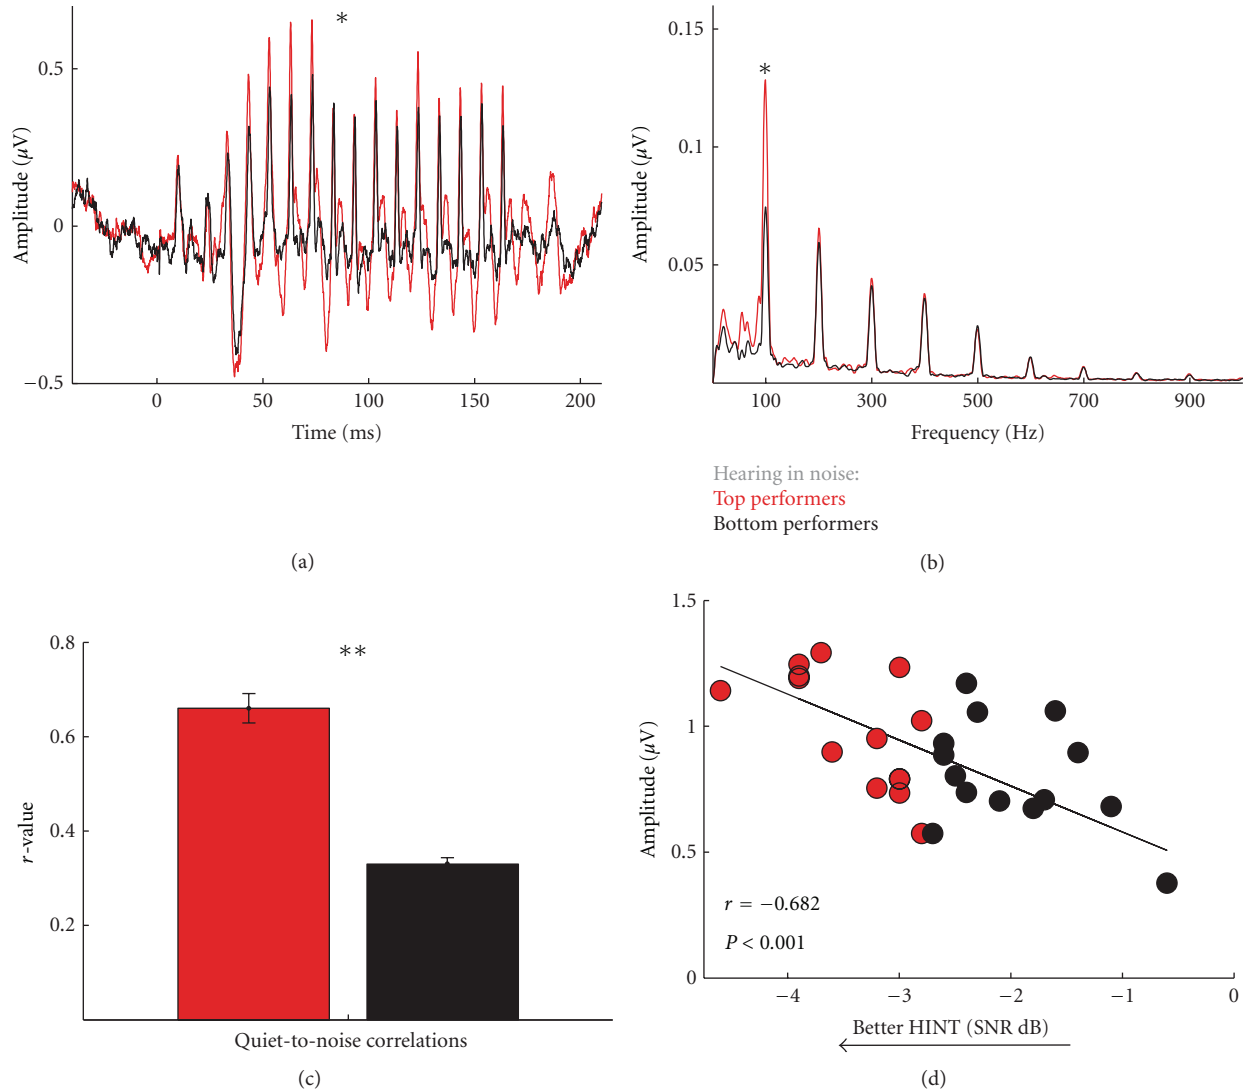 *
0.5
0
−0.5
Amplitude (μV)
0
50
100
150
200
Time (ms)
(a)
*
0.15
0.1
0.05
Amplitude (μV)
100
300
500
700
900
Frequency (Hz)
Hearing in noise:
Top performers
Bottom performers
(b)
**
0.8
0.6
0.4
0.2
r-value
Quiet-to-noise correlations
(c)
1.5
1
0.5
0
Amplitude (μV)
r = −0.682
P < 0.001
−4
−3
−2
−1
0
Better HINT (SNR dB)
(d)